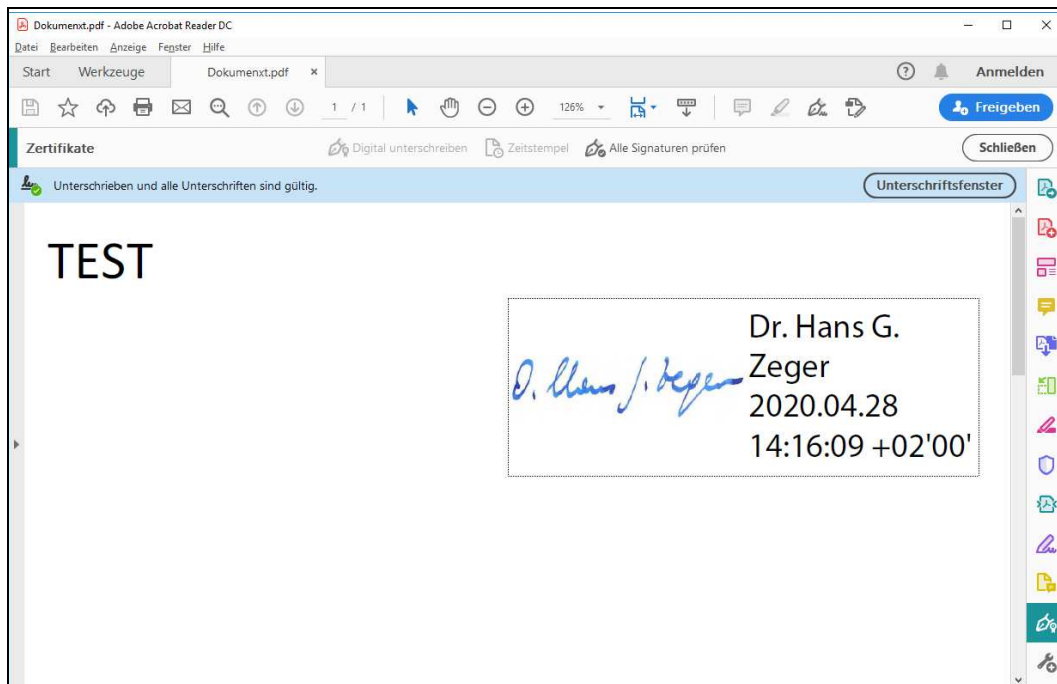 Dokumenxt.pdf - Adobe Acrobat Reader DC
Datei Bearbeiten Anzeige Fenster Hilfe
Start Werkzeuge Dokumenxt.pdf × Anmelden
1 / 1 126% Freigeben
Zertifikate Digital unterschreiben Zeitstempel Alle Signaturen prüfen Schließen
Unterschrieben und alle Unterschriften sind gültig. Unterschriftsfenster
TEST
Dr. Hans G.
Zeger
2020.04.28
14:16:09 +02'00'